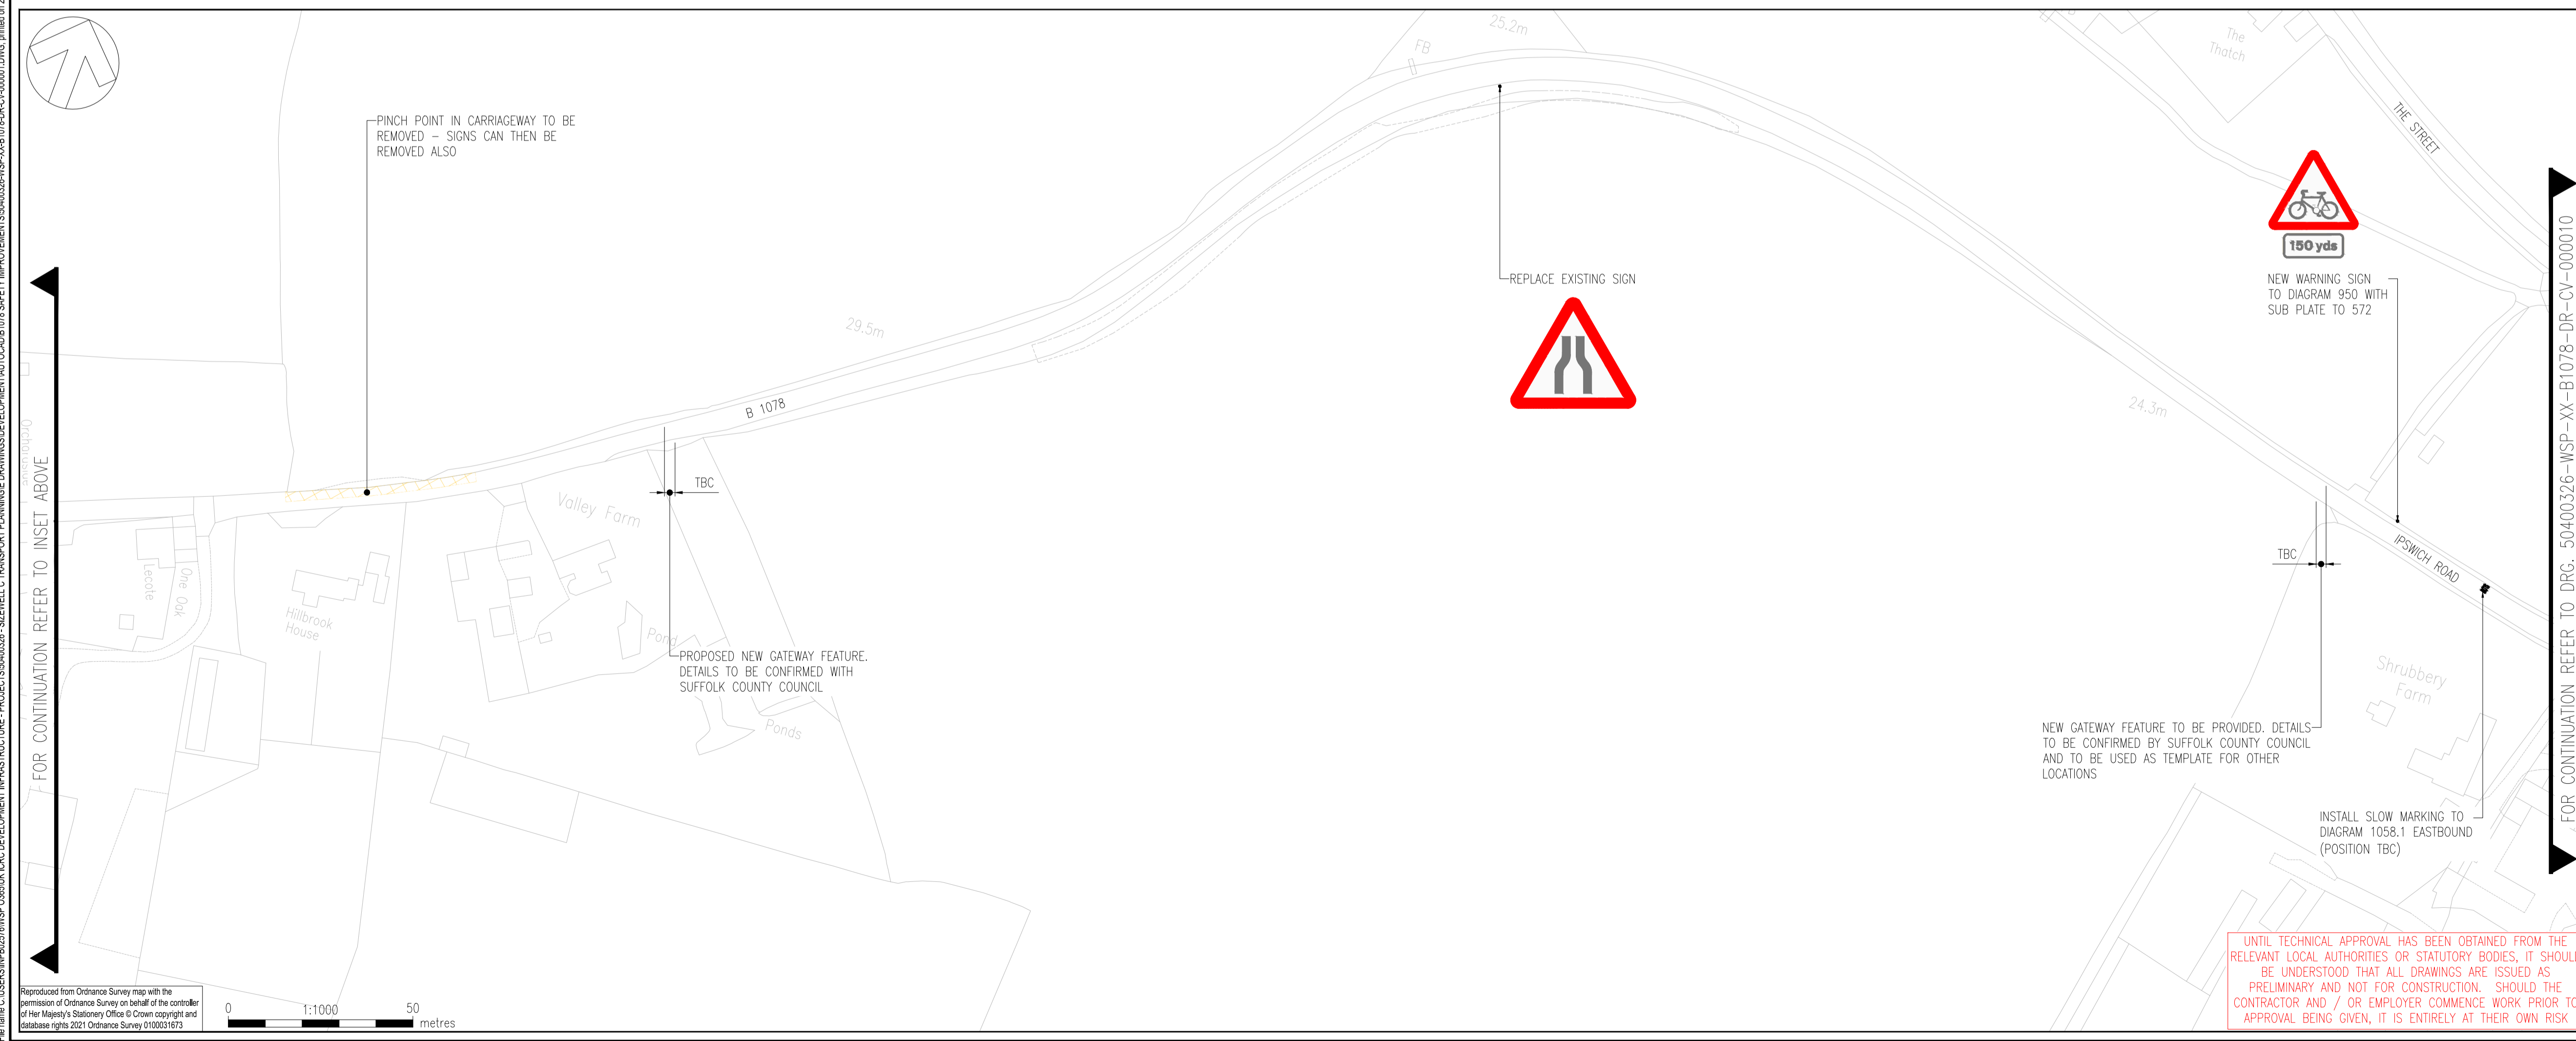 25.2m
FB
The
Thatch
THE STREET
PINCH POINT IN CARRIAGEWAY TO BE
REMOVED – SIGNS CAN THEN BE
REMOVED ALSO
150 yds
NEW WARNING SIGN
TO DIAGRAM 950 WITH
SUB PLATE TO 572
REPLACE EXISTING SIGN
29.5m
B 1078
24.3m
FOR CONTINUATION REFER TO INSET ABOVE
TBC
Valley Farm
Lecote
One Oak
Hillbrook
House
Pond
PROPOSED NEW GATEWAY FEATURE.
DETAILS TO BE CONFIRMED WITH
SUFFOLK COUNTY COUNCIL
Ponds
TBC
IPSWICH ROAD
Shrubbery
Farm
NEW GATEWAY FEATURE TO BE PROVIDED. DETAILS
TO BE CONFIRMED BY SUFFOLK COUNTY COUNCIL
AND TO BE USED AS TEMPLATE FOR OTHER
LOCATIONS
INSTALL SLOW MARKING TO
DIAGRAM 1058.1 EASTBOUND
(POSITION TBC)
FOR CONTINUATION REFER TO DRG. 50400326-WSP-XX-B1078-DR-CV-000010
UNTIL TECHNICAL APPROVAL HAS BEEN OBTAINED FROM THE
RELEVANT LOCAL AUTHORITIES OR STATUTORY BODIES, IT SHOUL
BE UNDERSTOOD THAT ALL DRAWINGS ARE ISSUED AS
PRELIMINARY AND NOT FOR CONSTRUCTION. SHOULD THE
CONTRACTOR AND / OR EMPLOYER COMMENCE WORK PRIOR TO
APPROVAL BEING GIVEN, IT IS ENTIRELY AT THEIR OWN RISK
Reproduced from Ordnance Survey map with the
permission of Ordnance Survey on behalf of the controller
of Her Majesty's Stationery Office © Crown copyright and
database rights 2021 Ordnance Survey 0100031673
0 1:1000 50
metres